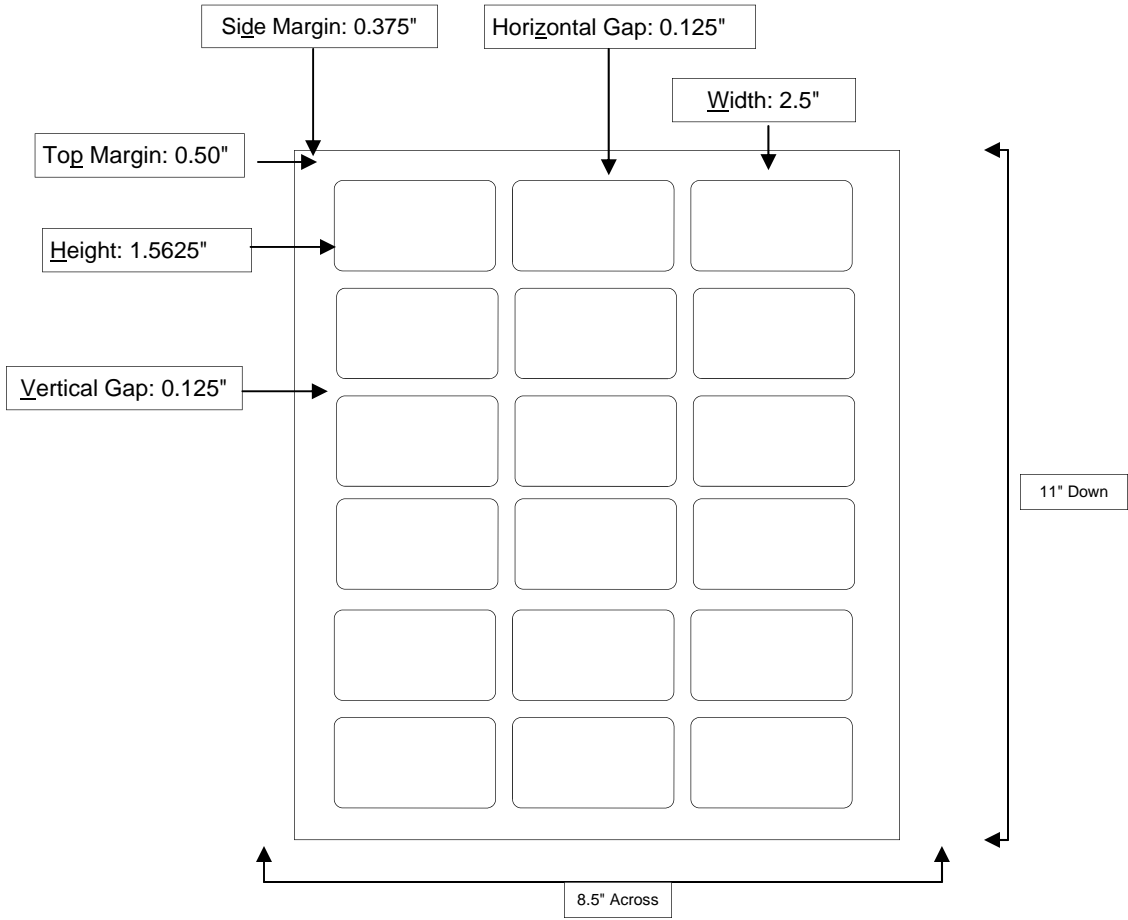 Side Margin: 0.375"
Horizontal Gap: 0.125"
Width: 2.5"
Top Margin: 0.50"
Height: 1.5625"
Vertical Gap: 0.125"
11" Down
8.5" Across